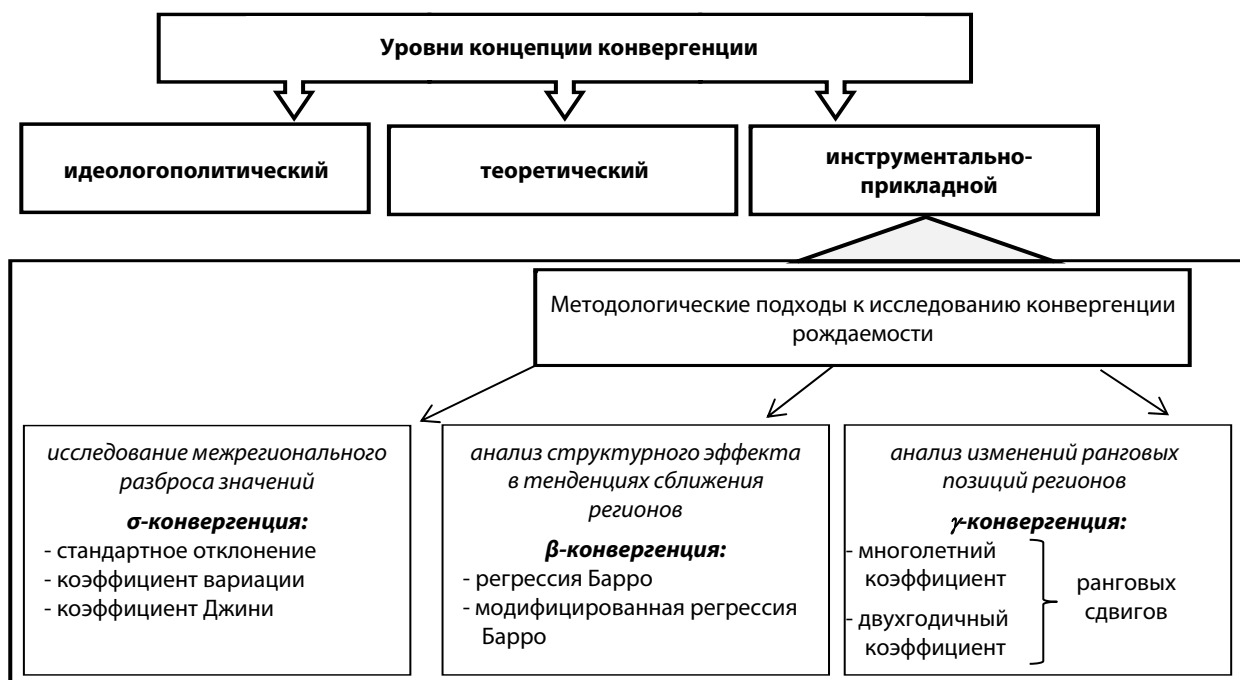 Уровни концепции конвергенции
идеологополитический
теоретический
инструментально-
прикладной
Методологические подходы к исследованию конвергенции
рождаемости
исследование межрегионального
разброса значений
σ-конвергенция:
- стандартное отклонение
- коэффициент вариации
- коэффициент Джини
анализ структурного эффекта
в тенденциях сближения
регионов
β-конвергенция:
- регрессия Барро
- модифицированная регрессия
Барро
анализ изменений ранговых
позиций регионов
γ-конвергенция:
- многолетний
коэффициент
- двухгодичный
коэффициент
ранговых
сдвигов